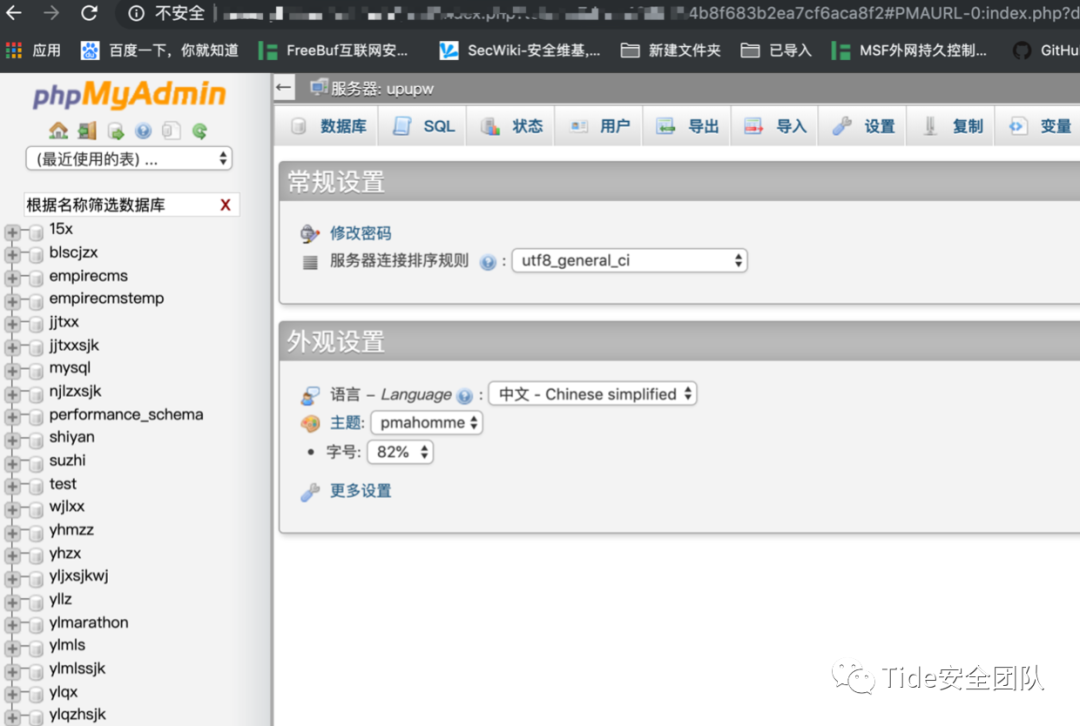 不安全
4b8f683b2ea7cf6aca8f2#PMAURL-0:index.php?d
应用 百度一下，你就知道 FreeBuf互联网安... SecWiki-安全维基,... 新建文件夹 已导入 MSF外网持久控制... GitHu
phpMyAdmin
(最近使用的表) ...
根据名称筛选数据库 X
15x
blscjzx
empirecms
empirecmstemp
jjtxx
jjtxxsjk
mysql
njlzxsjk
performance_schema
shiyan
suzhi
test
wjlxx
yhmzz
yhzx
yljxsjkwj
yllz
ylmarathon
ylmls
ylmlssjk
ylqx
ylqzhsjk
服务器: upupw
数据库 SQL 状态 用户 导出 导入 设置 复制 变量
常规设置
修改密码
服务器连接排序规则 : utf8_general_ci
外观设置
语言 – Language : 中文 - Chinese simplified
主题: pmahomme
• 字号: 82%
更多设置
Tide安全团队